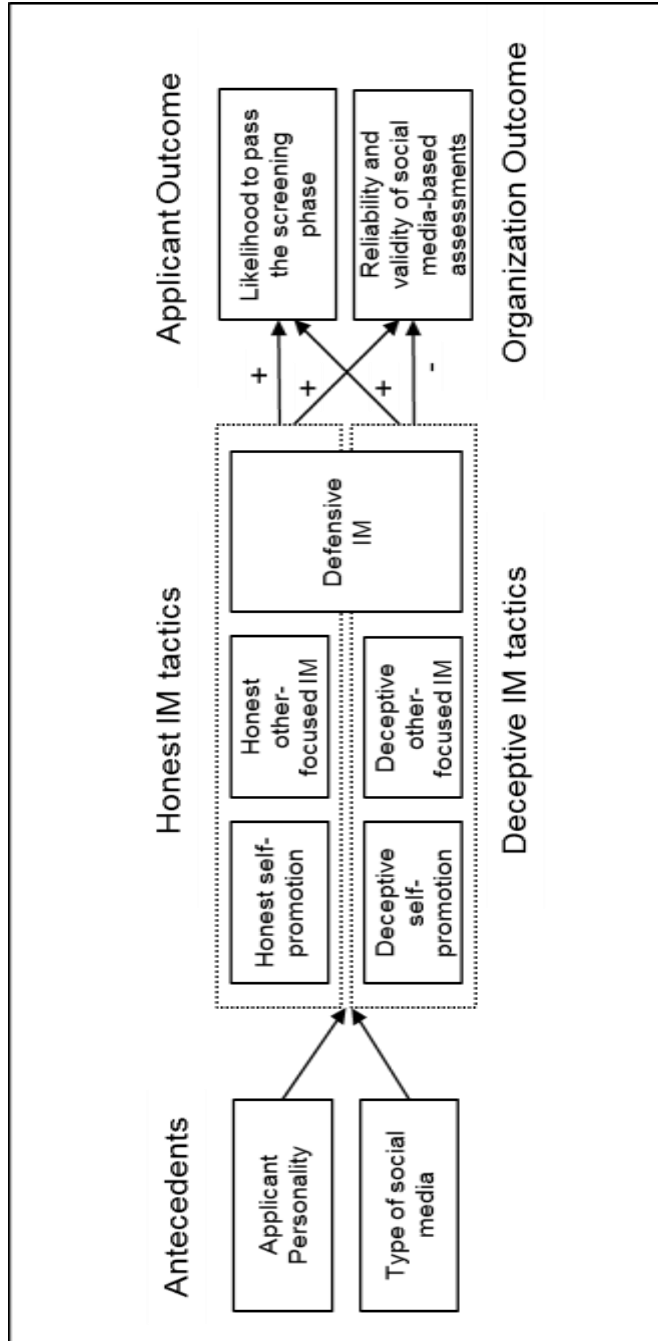 Antecedents
Applicant
Personality
Type of social
media
Honest IM tactics
Honest self-
promotion
Honest
other-
focused IM
Defensive
IM
Deceptive
self-
promotion
Deceptive
other-
focused IM
Deceptive IM tactics
+
+
+
-
Applicant Outcome
Likelihood to pass
the screening
phase
Reliability and
validity of social
media-based
assessments
Organization Outcome